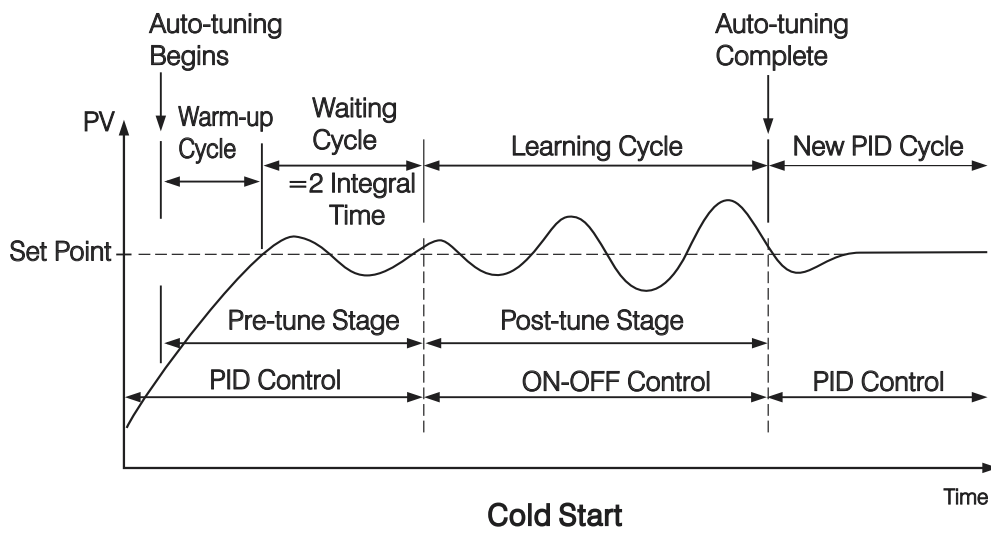 Auto-tuning
Begins
Auto-tuning
Complete
PV
Warm-up
Cycle
Waiting
Cycle
=2 Integral
Time
Learning Cycle
New PID Cycle
Set Point
Pre-tune Stage
Post-tune Stage
PID Control
ON-OFF Control
PID Control
Time
Cold Start